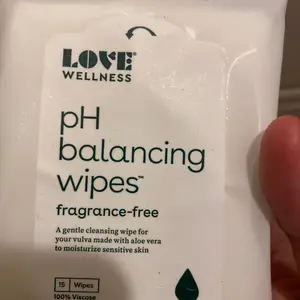 LOVE
WELLNESS
pH
balancing
wipes™
fragrance-free
A gentle cleansing wipe for
your vulva made with aloe vera
to moisturize sensitive skin
15 Wipes
100% Viscose